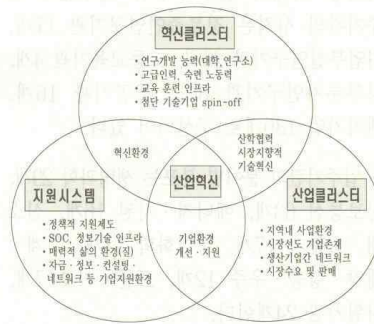 혁신클러스터
• 연구개발 능력(대학,연구소)
• 고급인력, 숙련 노동력
• 교육 훈련 인프라
• 첨단 기술기업 spin-off
혁신환경
산학협력
시장지향적
기술혁신
지원시스템
산업혁신
산업클러스터
• 정책적 지원제도
• SOC, 정보기술 인프라
• 매력적 삶의 환경(질)
• 자금·정보·컨설팅·
네트워크 등 기업지원환경
기업환경
개선·지원
• 지역내 사업환경
• 시장선도 기업존재
• 생산기업간 네트워크
• 시장수요 및 판매